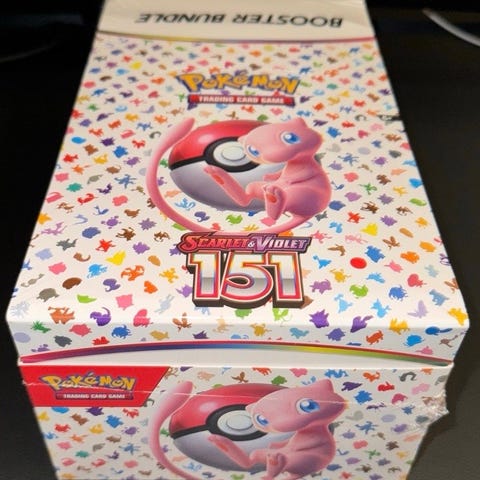 BOOSTER BUNDLE
POKéMON
TRADING CARD GAME
SCARLET & VIOLET
151
POKéMON
TRADING CARD GAME